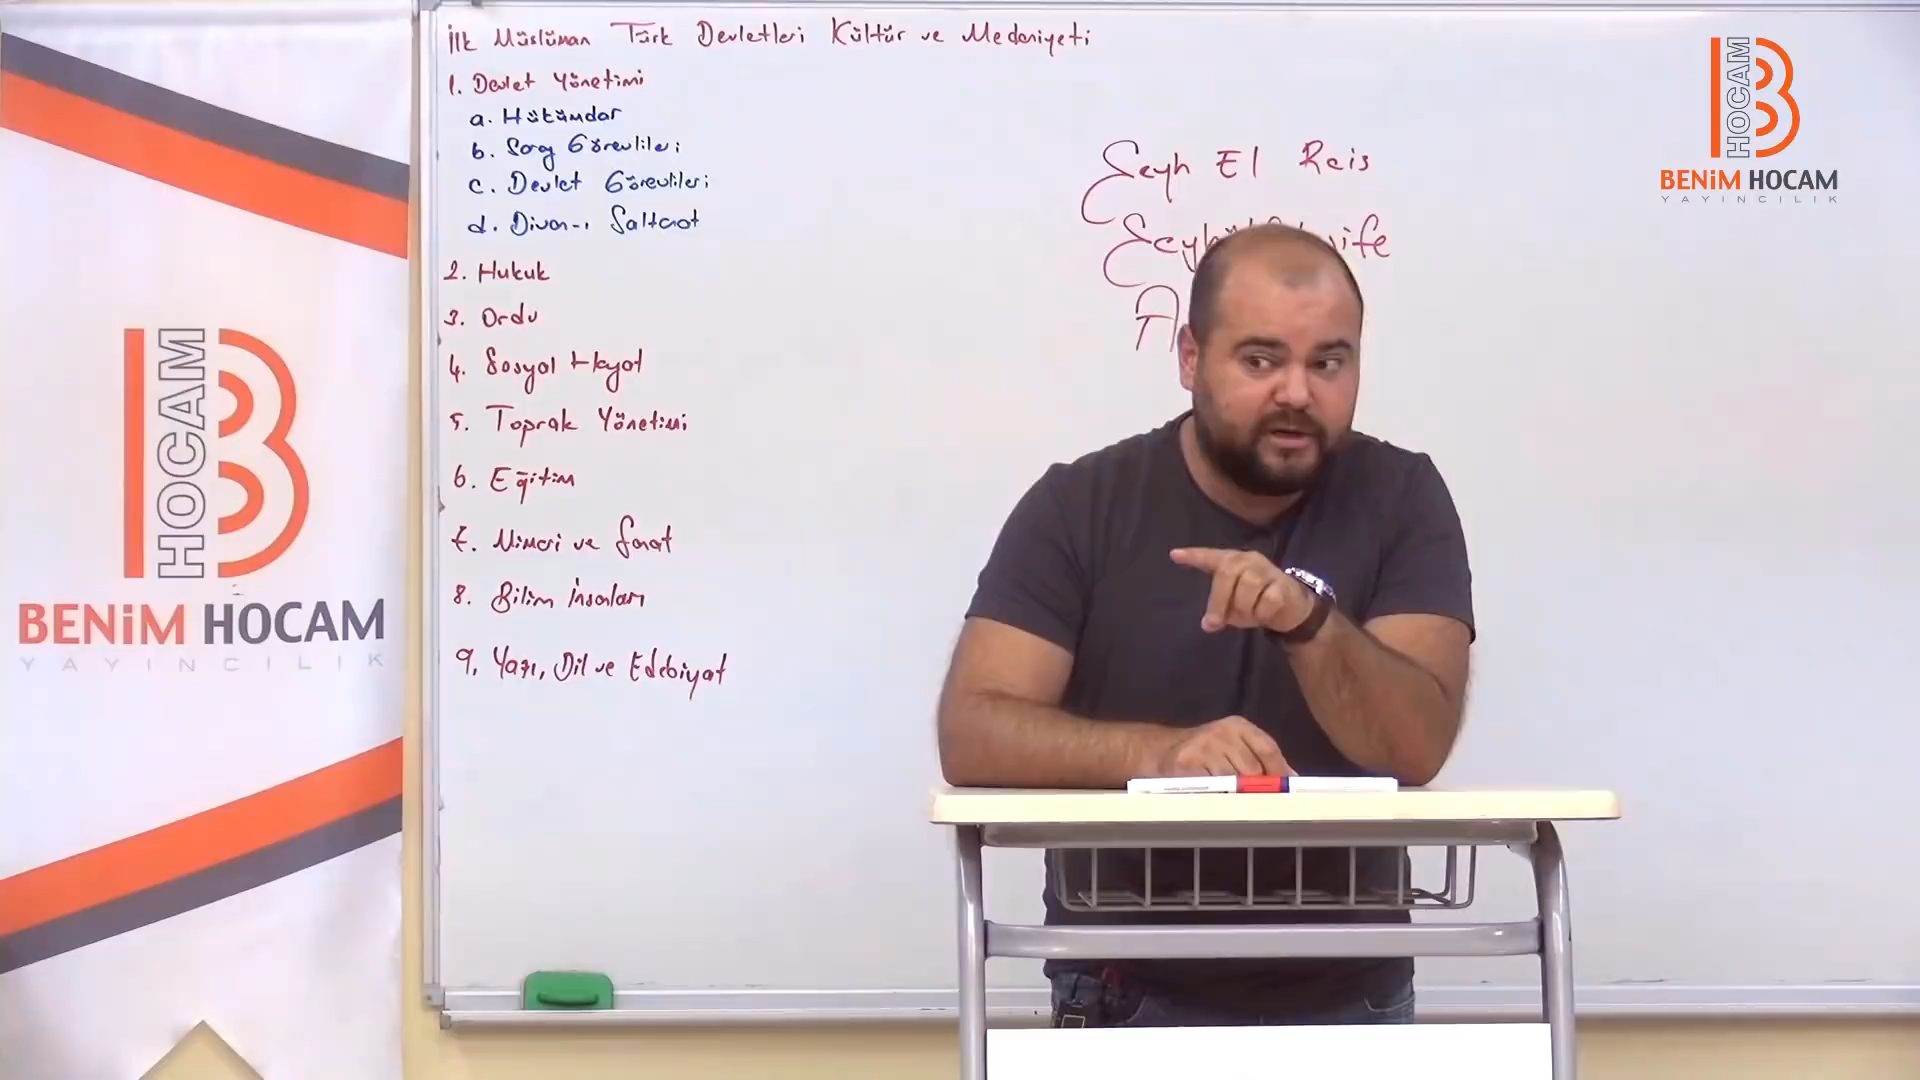 İlk Müslüman Türk Devletleri Kültür ve Medeniyeti
1. Devlet Yönetimi
a. Hükümdar
b. Saray Görevlileri
c. Devlet Görevlileri
d. Divan-ı Saltanat
2. Hukuk
3. Ordu
4. Sosyal Hayat
5. Toprak Yönetimi
6. Eğitim
7. Mimari ve Sanat
8. Bilim İnsanları
9. Yazı, Dil ve Edebiyat
Şeyh El Reis
HOCAM
B
BENiM HOCAM
YAYINCILIK
HOCAM
B
BENiM HOCAM
YAYINCILIK